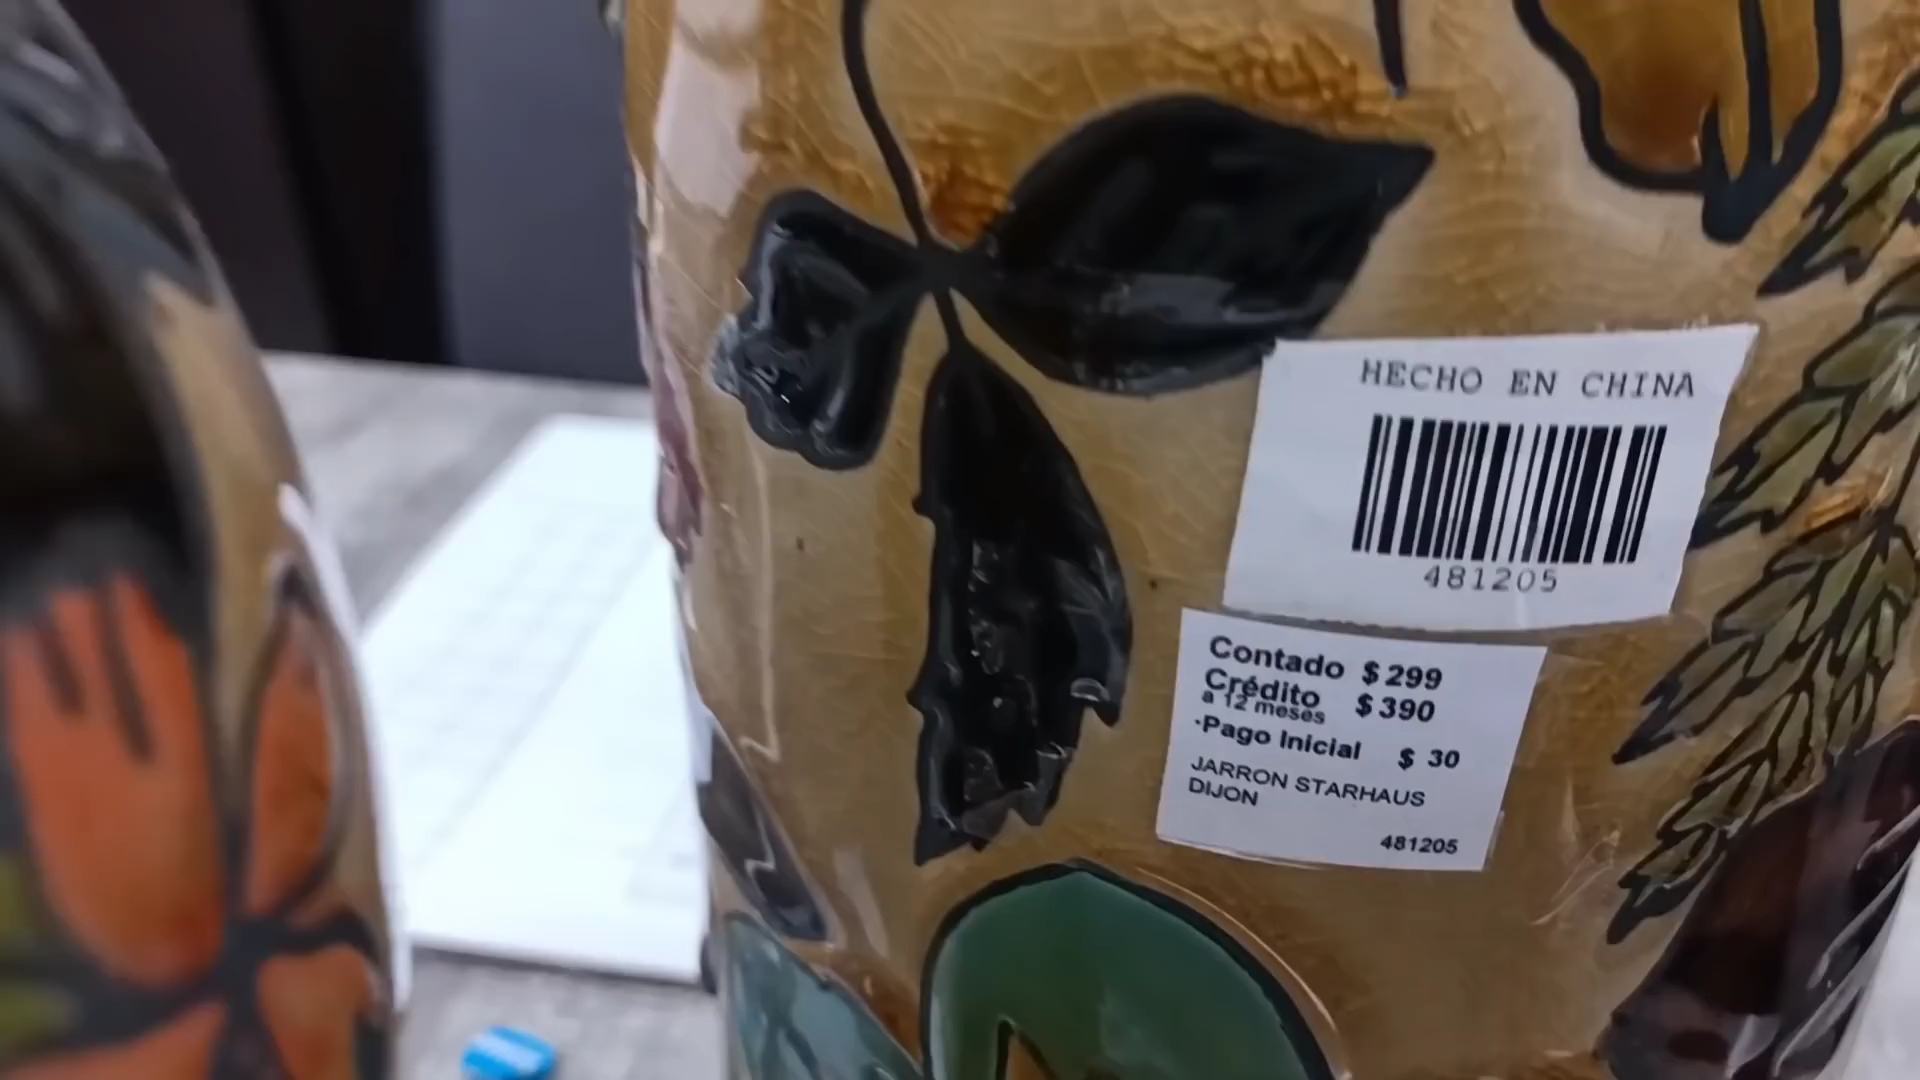 HECHO EN CHINA
481205
Contado $299
Crédito $390
a 12 meses
-Pago Inicial $ 30
JARRON STARHAUS
DIJON
481205